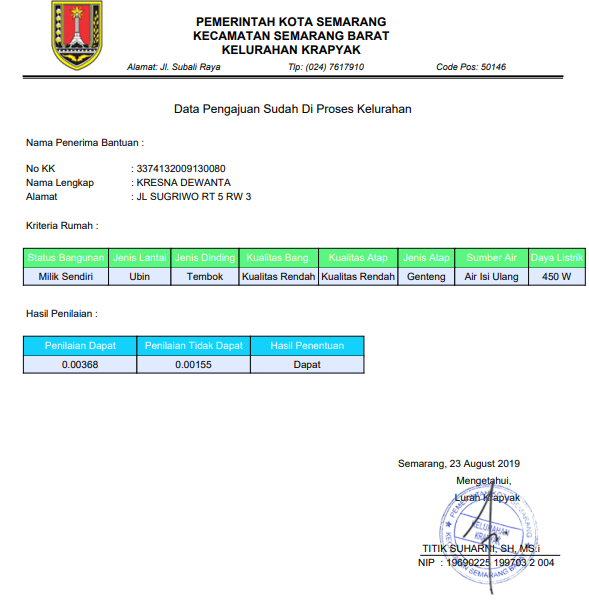 PEMERINTAH KOTA SEMARANG
KECAMATAN SEMARANG BARAT
KELURAHAN KRAPYAK
Alamat: Jl. Subali Raya Tlp: (024) 7617910 Code Pos: 50146
Data Pengajuan Sudah Di Proses Kelurahan
Nama Penerima Bantuan :
No KK : 3374132009130080
Nama Lengkap : KRESNA DEWANTA
Alamat : JL SUGRIWO RT 5 RW 3
Kriteria Rumah :
Status Bangunan Jenis Lantai Jenis Dinding Kualitas Bang. Kualitas Atap Jenis Atap Sumber Air Daya Listrik
Milik Sendiri Ubin Tembok Kualitas Rendah Kualitas Rendah Genteng Air Isi Ulang 450 W
Hasil Penilaian :
Penilaian Dapat Penilaian Tidak Dapat Hasil Penentuan
0.00368 0.00155 Dapat
Semarang, 23 August 2019
Mengetahui,
Lurah Krapyak
KELURAHAN
KRAPYAK
TITIK SUHARNI, SH, MS.i
NIP : 19690225 199703 2 004